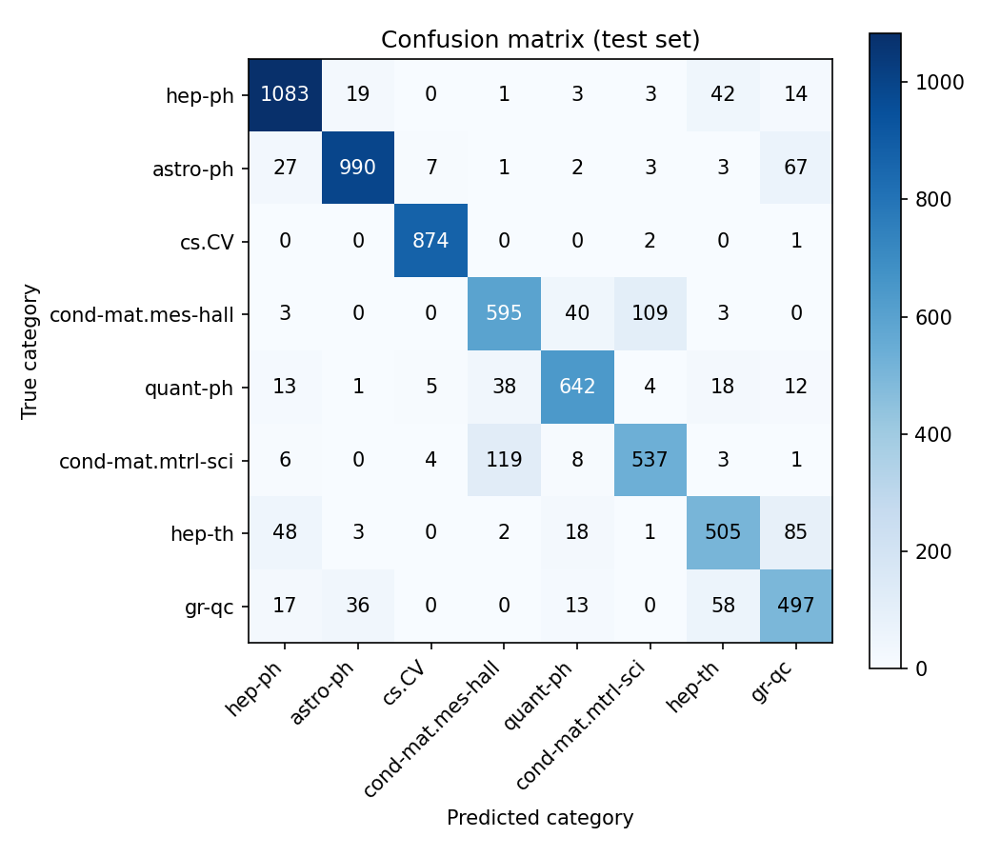 Confusion matrix (test set)
True category
hep-ph 1083 19 0 1 3 3 42 14
astro-ph 27 990 7 1 2 3 3 67
cs.CV 0 0 874 0 0 2 0 1
cond-mat.mes-hall 3 0 0 595 40 109 3 0
quant-ph 13 1 5 38 642 4 18 12
cond-mat.mtrl-sci 6 0 4 119 8 537 3 1
hep-th 48 3 0 2 18 1 505 85
gr-qc 17 36 0 0 13 0 58 497
hep-ph astro-ph cs.CV cond-mat.mes-hall quant-ph cond-mat.mtrl-sci hep-th gr-qc
Predicted category
1000
800
600
400
200
0